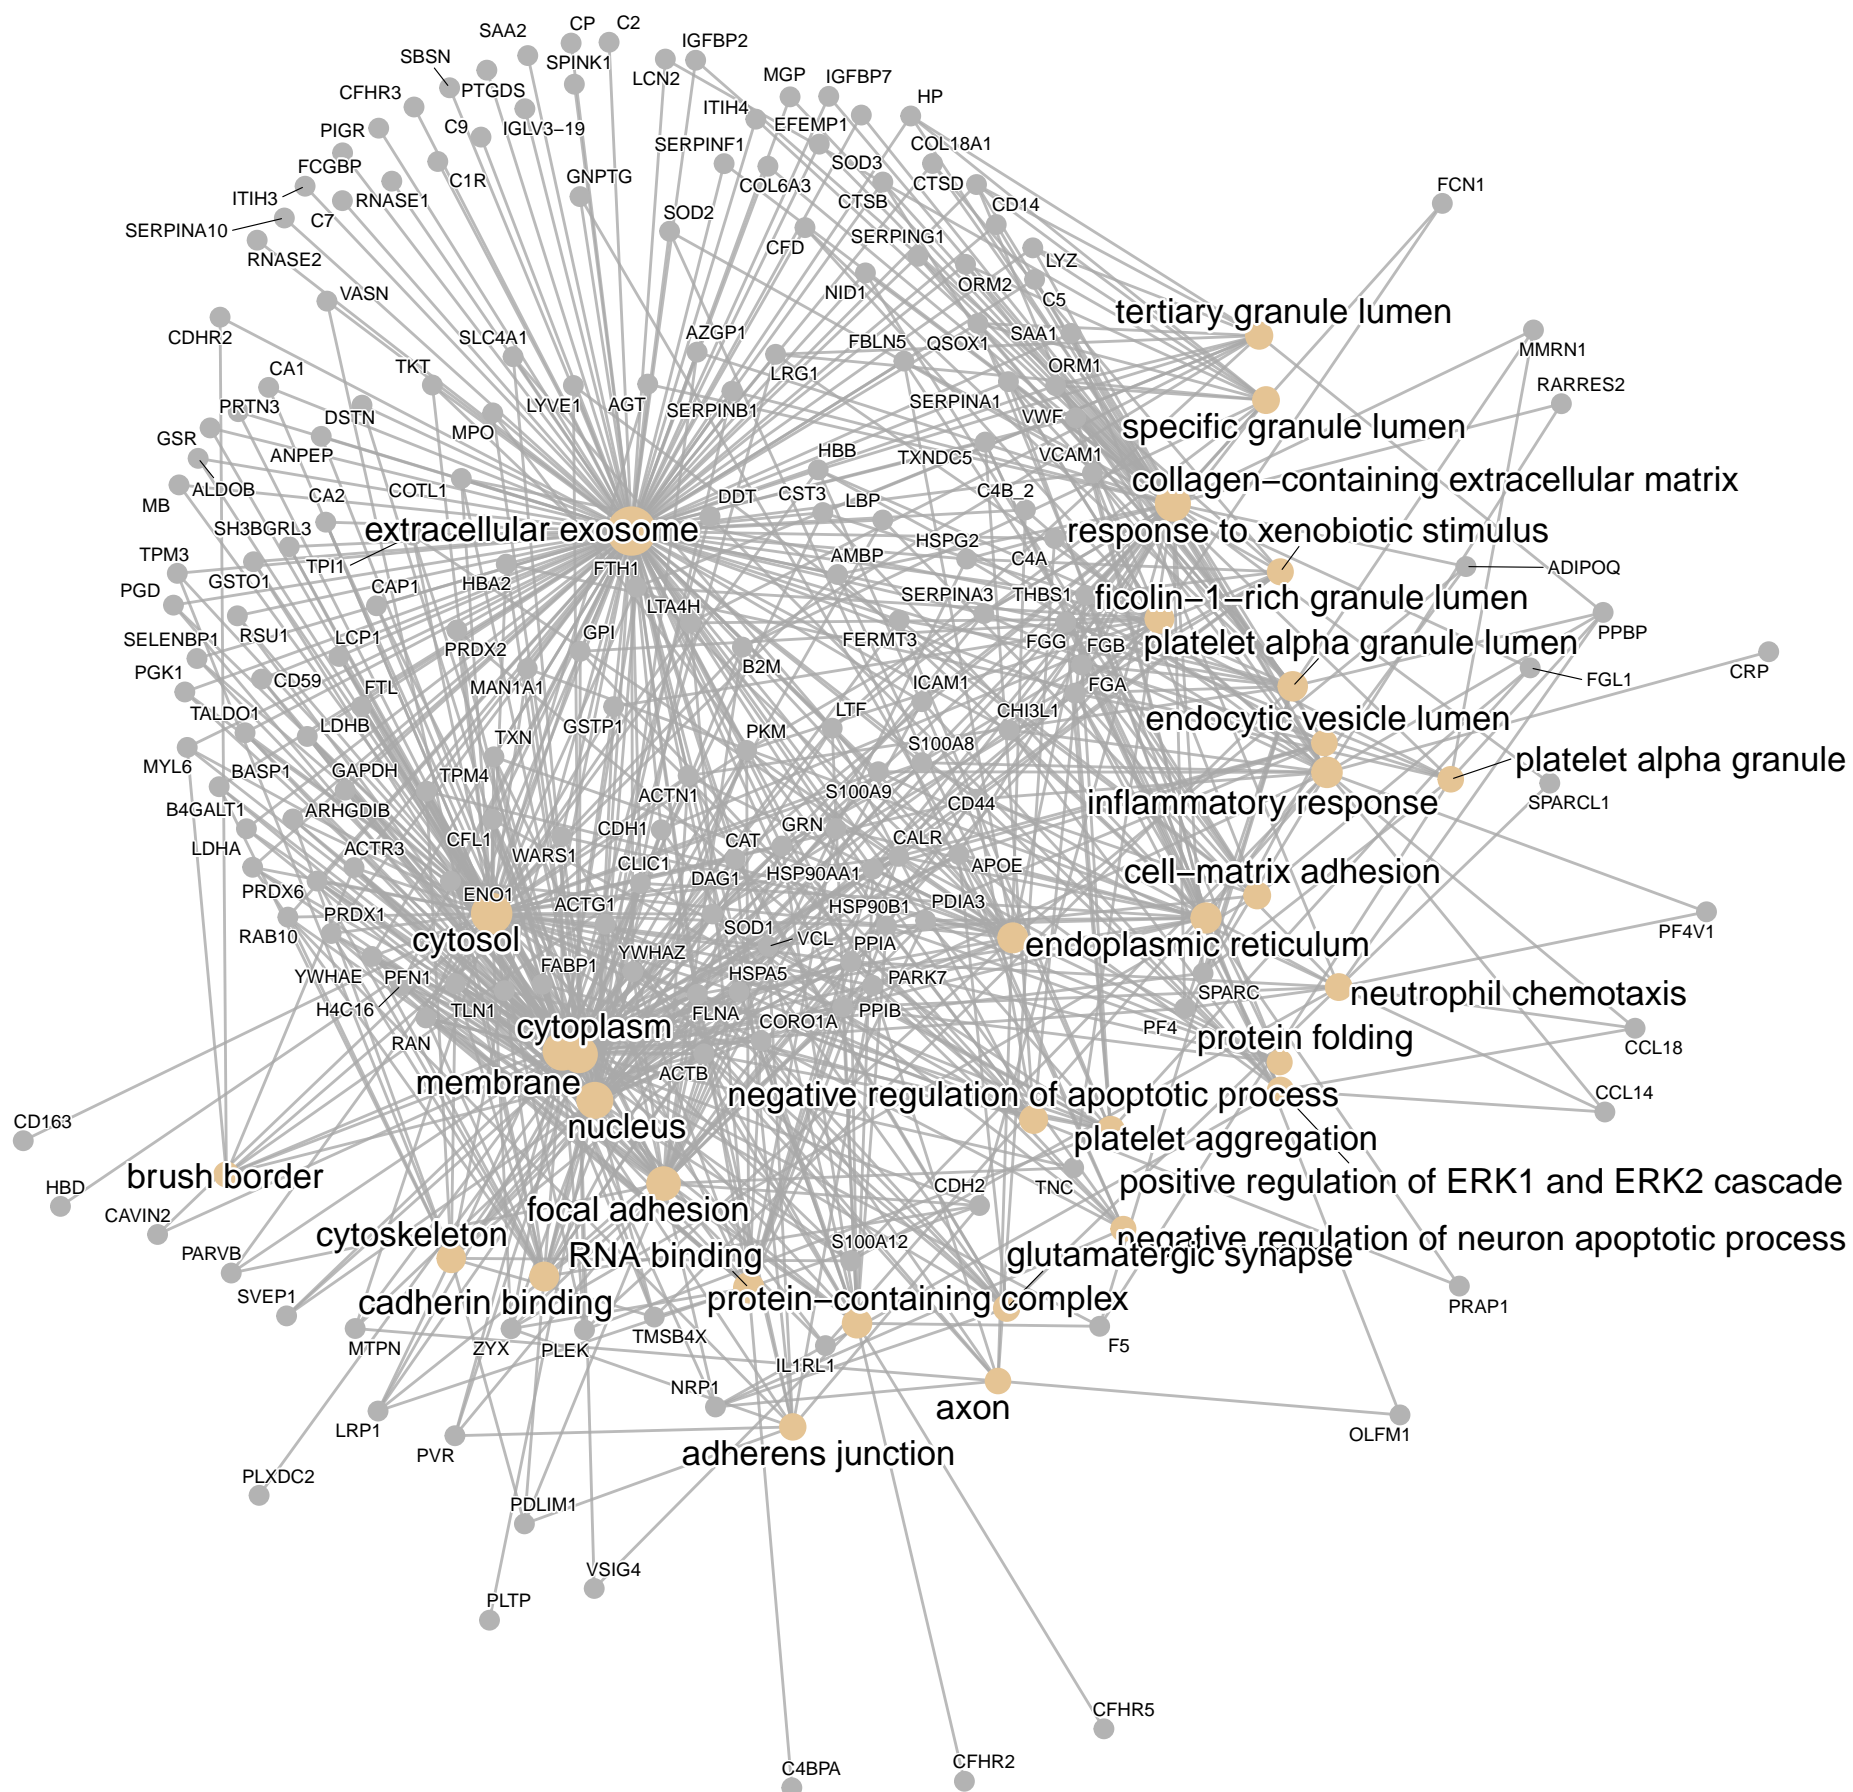 CP
C2
SAA2
IGFBP2
SBSN
SPINK1
LCN2
MGP
IGFBP7
CFHR3
PTGDS
HP
ITIH4
PIGR
C9
IGLV3−19
EFEMP1
COL18A1
SERPINF1
FCGBP
SOD3
C1R
GNPTG
COL6A3
CTSD
FCN1
ITIH3
RNASE1
CTSB
C7
SOD2
CD14
SERPINA10
CFD
SERPING1
RNASE2
LYZ
VASN
NID1
ORM2
C5
tertiary granule lumen
CDHR2
SLC4A1
AZGP1
FBLN5
QSOX1
SAA1
MMRN1
CA1
TKT
LRG1
ORM1
RARRES2
PRTN3
DSTN
LYVE1
AGT
SERPINB1
SERPINA1
VWF
specific granule lumen
GSR
MPO
ANPEP
HBB
TXNDC5
VCAM1
ALDOB
CA2
COTL1
DDT
CST3
LBP
C4B_2
collagen−containing extracellular matrix
MB
SH3BGRL3
extracellular exosome
HSPG2
response to xenobiotic stimulus
TPM3
TPI1
GSTO1
HBA2
FTH1
AMBP
C4A
ADIPOQ
PGD
CAP1
LTA4H
SERPINA3
THBS1
ficolin−1−rich granule lumen
SELENBP1
RSU1
LCP1
GPI
FERMT3
FGG
FGB
platelet alpha granule lumen
PPBP
PGK1
CD59
PRDX2
B2M
FGL1
CRP
FTL
MAN1A1
ICAM1
FGA
TALDO1
LDHB
GSTP1
LTF
CHI3L1
endocytic vesicle lumen
TXN
PKM
S100A8
MYL6
BASP1
GAPDH
TPM4
platelet alpha granule
B4GALT1
ARHGDIB
ACTN1
S100A9
CD44
inflammatory response
SPARCL1
LDHA
ACTR3
CFL1
WARS1
CDH1
CAT
GRN
CALR
CLIC1
DAG1
HSP90AA1
APOE
cell−matrix adhesion
PRDX6
ENO1
ACTG1
PRDX1
HSP90B1
PDIA3
RAB10
cytosol
SOD1
VCL
PPIA
endoplasmic reticulum
PF4V1
YWHAE
PFN1
FABP1
YWHAZ
HSPA5
PARK7
H4C16
TLN1
FLNA
CORO1A
PPIB
SPARC
neutrophil chemotaxis
cytoplasm
PF4
RAN
protein folding
CCL18
membrane
ACTB
negative regulation of apoptotic process
CCL14
CD163
nucleus
platelet aggregation
brush border
HBD
CDH2
TNC
positive regulation of ERK1 and ERK2 cascade
CAVIN2
focal adhesion
cytoskeleton
S100A12
negative regulation of neuron apoptotic process
PARVB
RNA binding
glutamatergic synapse
SVEP1
cadherin binding
protein−containing complex
PRAP1
MTPN
ZYX
PLEK
TMSB4X
IL1RL1
F5
NRP1
axon
LRP1
OLFM1
PVR
adherens junction
PLXDC2
PDLIM1
VSIG4
PLTP
CFHR5
C4BPA
CFHR2